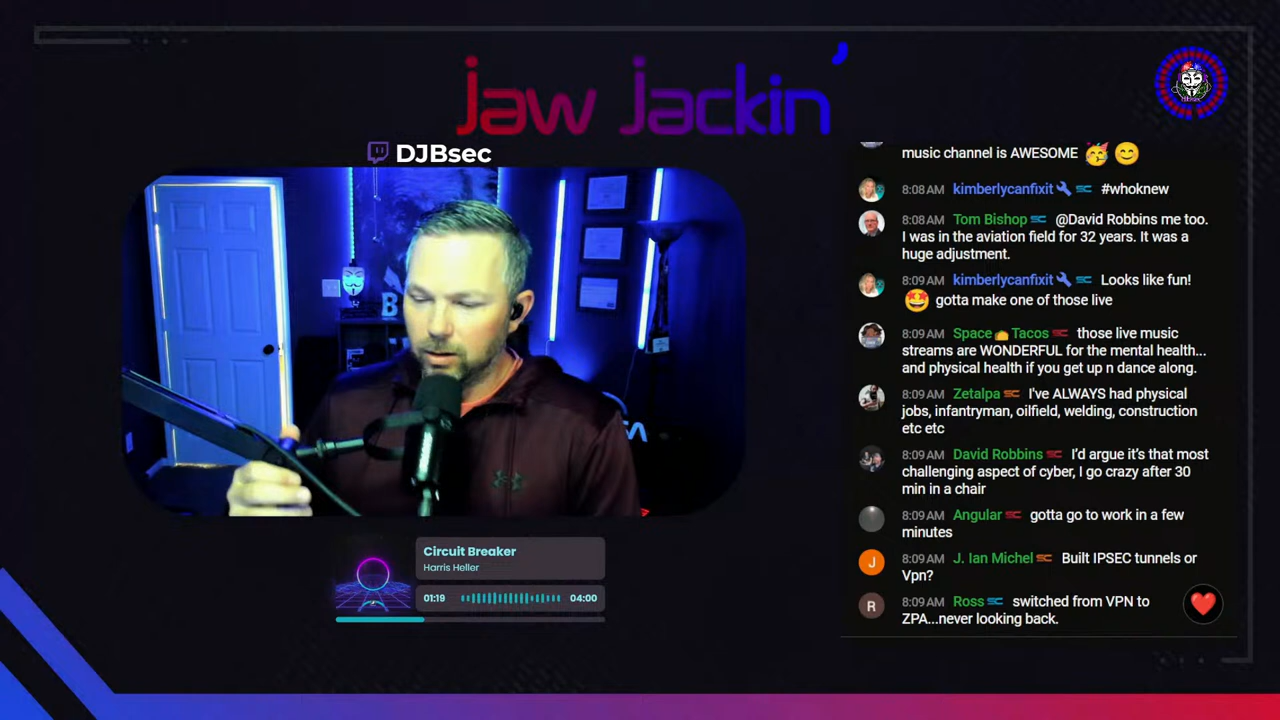 jaw jackin'
DJBsec
music channel is AWESOME 🥳 😊
8:08 AM kimberlycanfixit #whoknew
8:08 AM Tom Bishop @David Robbins me too.
I was in the aviation field for 32 years. It was a
huge adjustment.
8:09 AM kimberlycanfixit Looks like fun!
🤩 gotta make one of those live
8:09 AM Space🌮Tacos those live music
streams are WONDERFUL for the mental health...
and physical health if you get up n dance along.
8:09 AM Zetalpa I've ALWAYS had physical
jobs, infantryman, oilfield, welding, construction
etc etc
8:09 AM David Robbins I'd argue it's that most
challenging aspect of cyber, I go crazy after 30
min in a chair
8:09 AM Angular gotta go to work in a few
minutes
J 8:09 AM J. Ian Michel Built IPSEC tunnels or
Vpn?
R 8:09 AM Ross switched from VPN to
ZPA...never looking back.
Circuit Breaker
Harris Heller
01:19 04:00